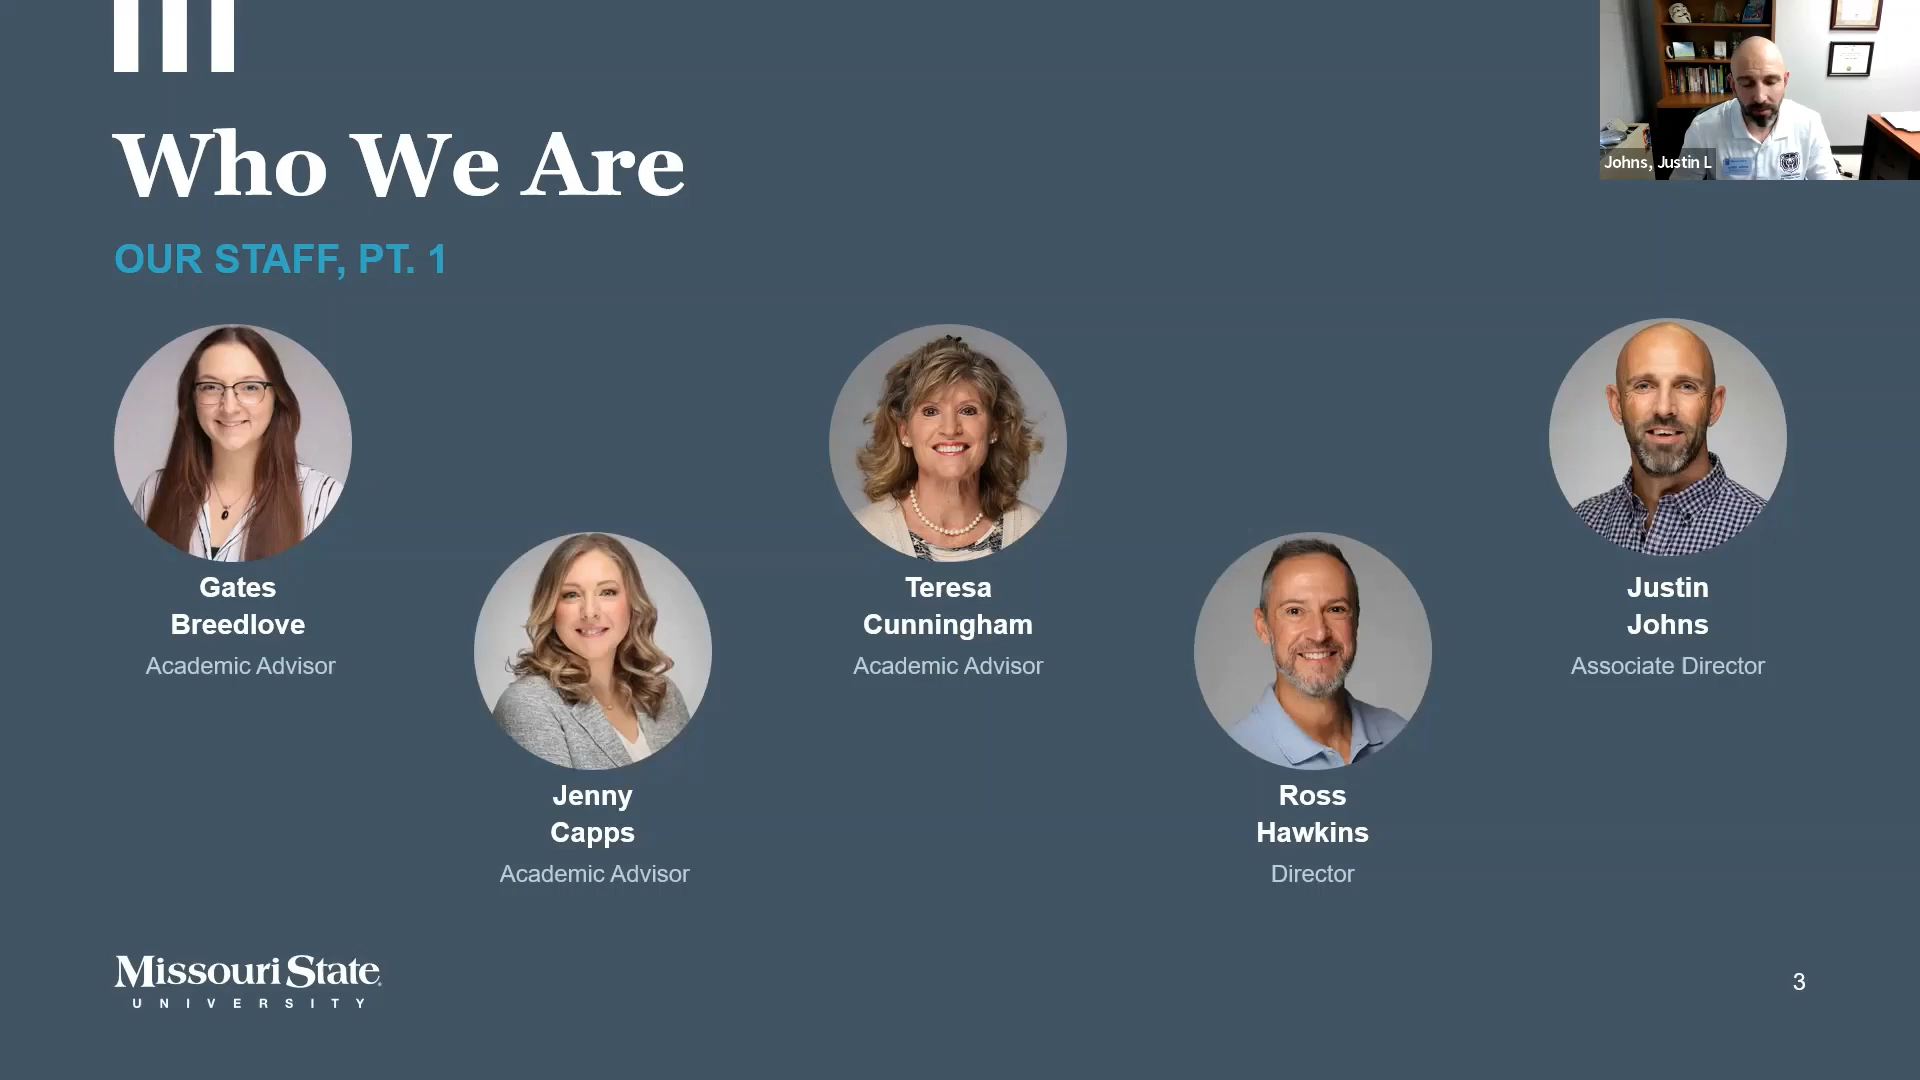 Who We Are
OUR STAFF, PT. 1
Johns, Justin L
Gates
Breedlove
Academic Advisor
Jenny
Capps
Academic Advisor
Teresa
Cunningham
Academic Advisor
Ross
Hawkins
Director
Justin
Johns
Associate Director
Missouri State
UNIVERSITY
3